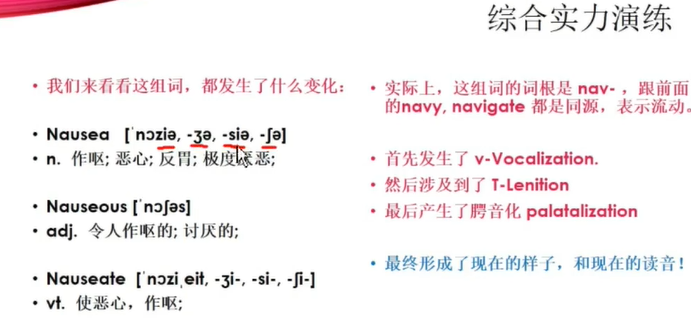 综合实力演练
• 我们来看看这组词，都发生了什么变化：
• Nausea [ˈnɔziə, -ʒə, -siə, -ʃə]
• n. 作呕; 恶心; 反胃; 极度厌恶;
• Nauseous [ˈnɔʃəs]
• adj. 令人作呕的; 讨厌的;
• Nauseate [ˈnɔziˌeit, -ʒi-, -si-, -ʃi-]
• vt. 使恶心，作呕;
• 实际上，这组词的词根是 nav- ，跟前面
的navy, navigate 都是同源，表示流动。
• 首先发生了 v-Vocalization.
• 然后涉及到了 T-Lenition
• 最后产生了腭音化 palatalization
• 最终形成了现在的样子，和现在的读音！